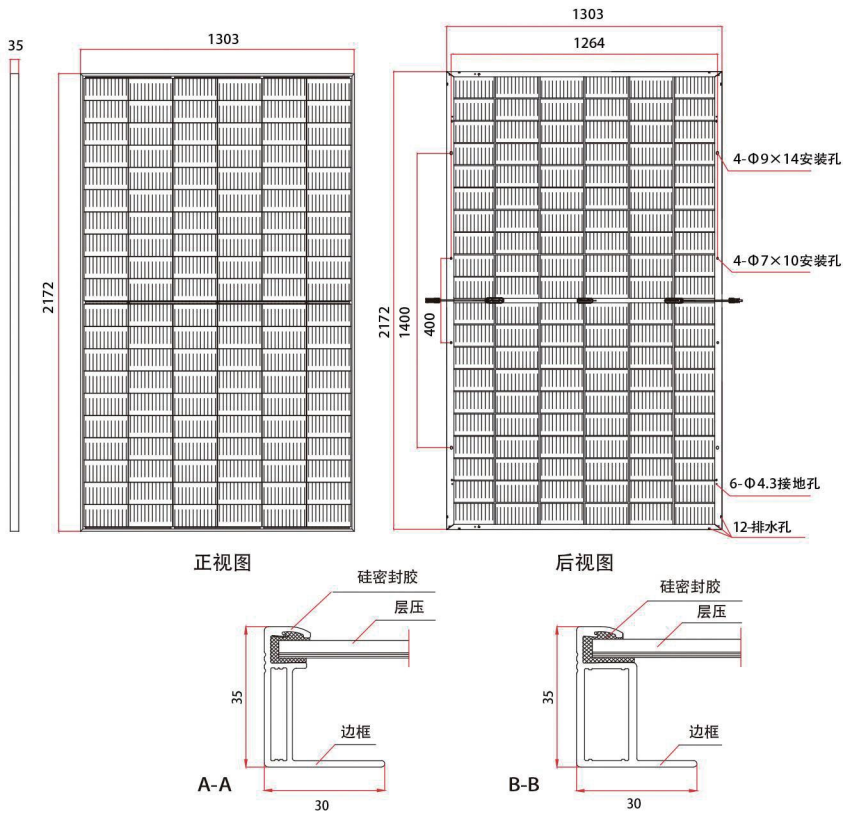 35
1303
2172
正视图
1303
1264
2172
1400
400
4-Φ9×14安装孔
4-Φ7×10安装孔
6-Φ4.3接地孔
12-排水孔
后视图
硅密封胶
层压
35
边框
A-A
30
硅密封胶
层压
35
边框
B-B
30